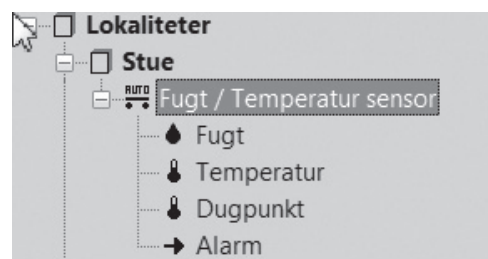 Lokaliteter
Stue
AUTO Fugt / Temperatur sensor
Fugt
Temperatur
Dugpunkt
Alarm